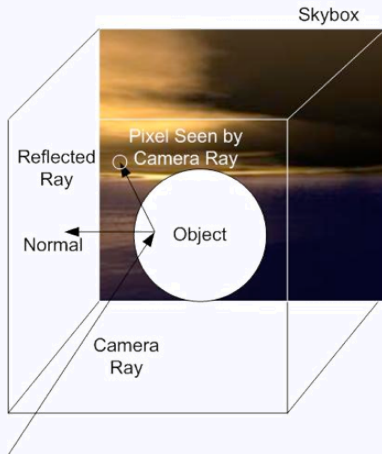 Skybox
Pixel Seen by
Camera Ray
Reflected
Ray
Object
Normal
Camera
Ray